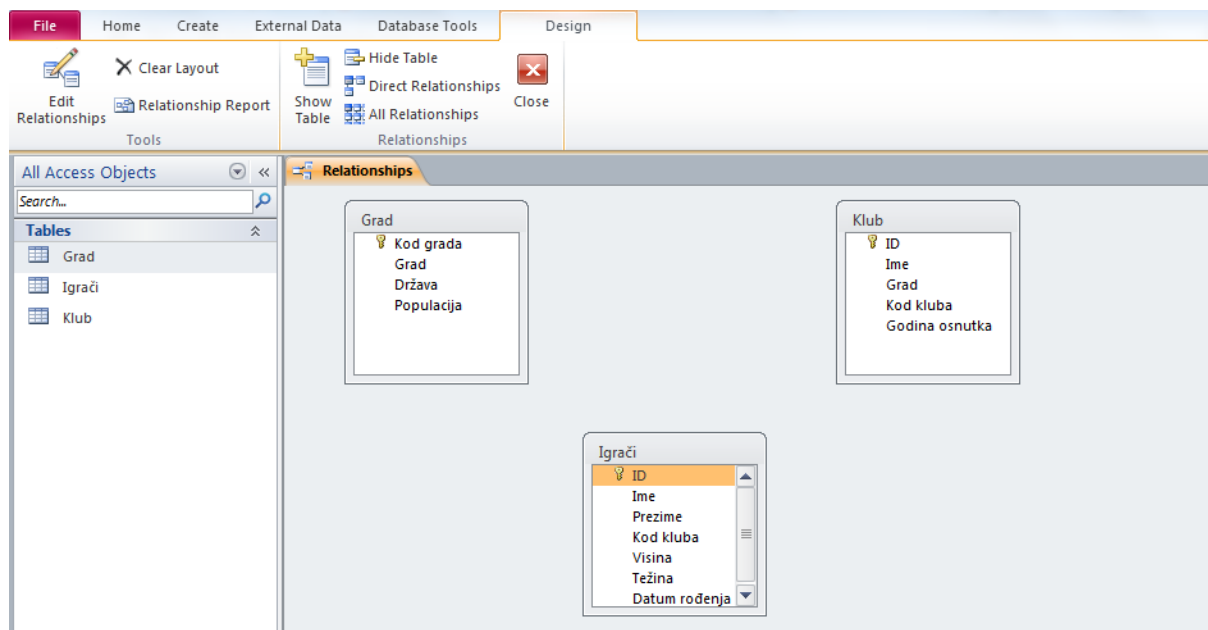 File Home Create External Data Database Tools Design
Edit Relationships
Clear Layout
Relationship Report
Tools
Show Table
Hide Table
Direct Relationships
All Relationships
Close
Relationships
All Access Objects
Search...
Tables
Grad
Igrači
Klub
Relationships
Grad
Kod grada
Grad
Država
Populacija
Klub
ID
Ime
Grad
Kod kluba
Godina osnutka
Igrači
ID
Ime
Prezime
Kod kluba
Visina
Težina
Datum rođenja